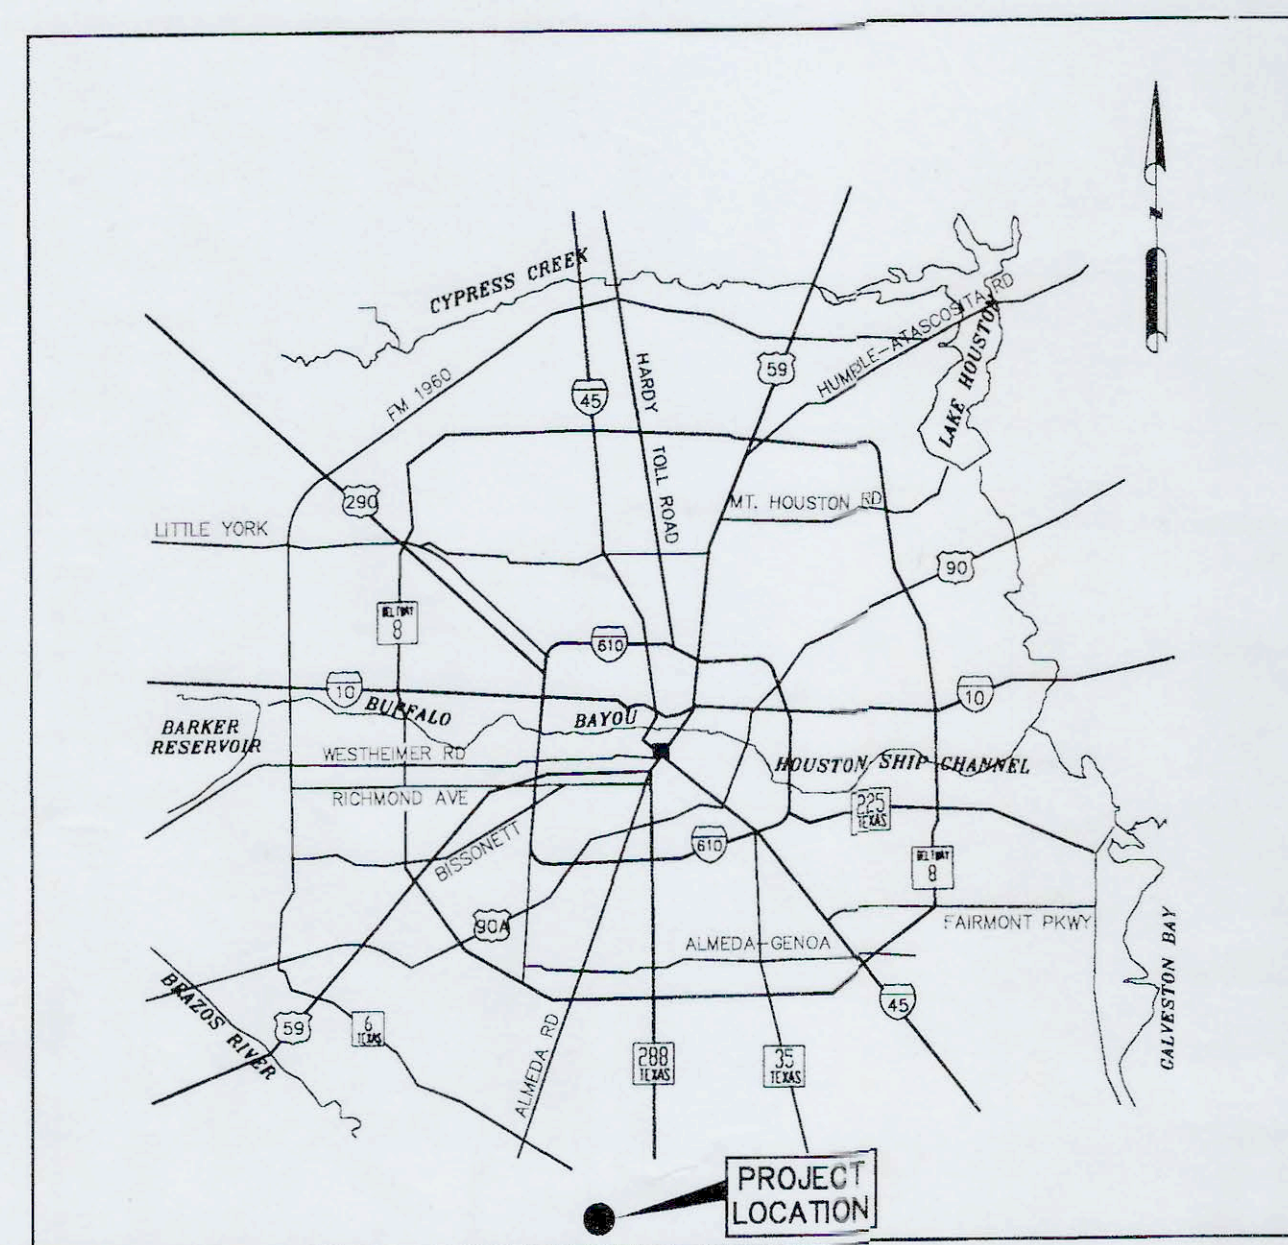 CYPRESS CREEK
HUMBLE-ATASCOSITA RD
LAKE HOUSTON
HARDY
TOLL ROAD
59
45
FM 1960
290
MT. HOUSTON RD
LITTLE YORK
90
BELTWAY
8
610
10
10
BUFFALO
BAYOU
BARKER
RESERVOIR
WESTHEIMER RD
HOUSTON SHIP CHANNEL
RICHMOND AVE
225
TEXAS
BISSONETT
610
BELTWAY
8
90A
FAIRMONT PKWY
ALMEDA-GENOA
CALVESTON BAY
BRAZOS RIVER
59
6
TEXAS
45
ALMEDA RD
288
TEXAS
35
TEXAS
PROJECT
LOCATION